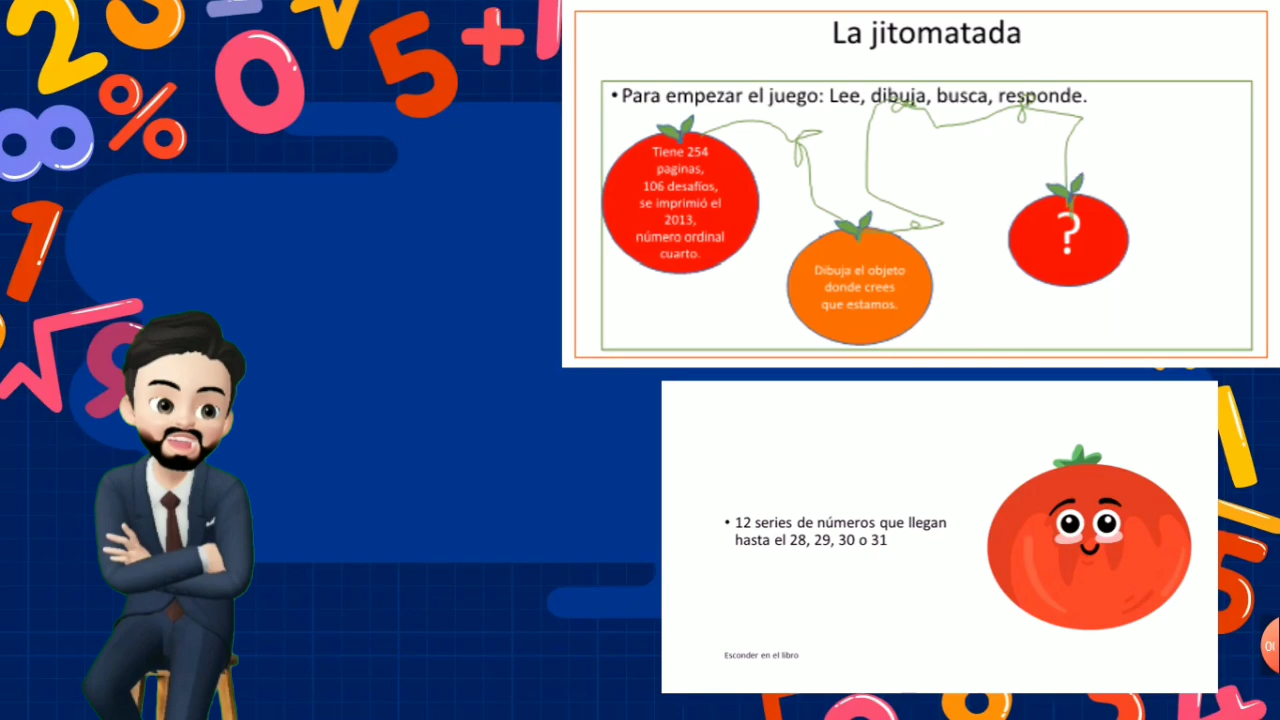 La jitomatada
• Para empezar el juego: Lee, dibuja, busca, responde.
Tiene 254
paginas,
106 desafíos,
se imprimió el
2013,
número ordinal
cuarto.
Dibuja el objeto
donde crees
que estamos.
?
• 12 series de números que llegan
hasta el 28, 29, 30 o 31
Esconder en el libro